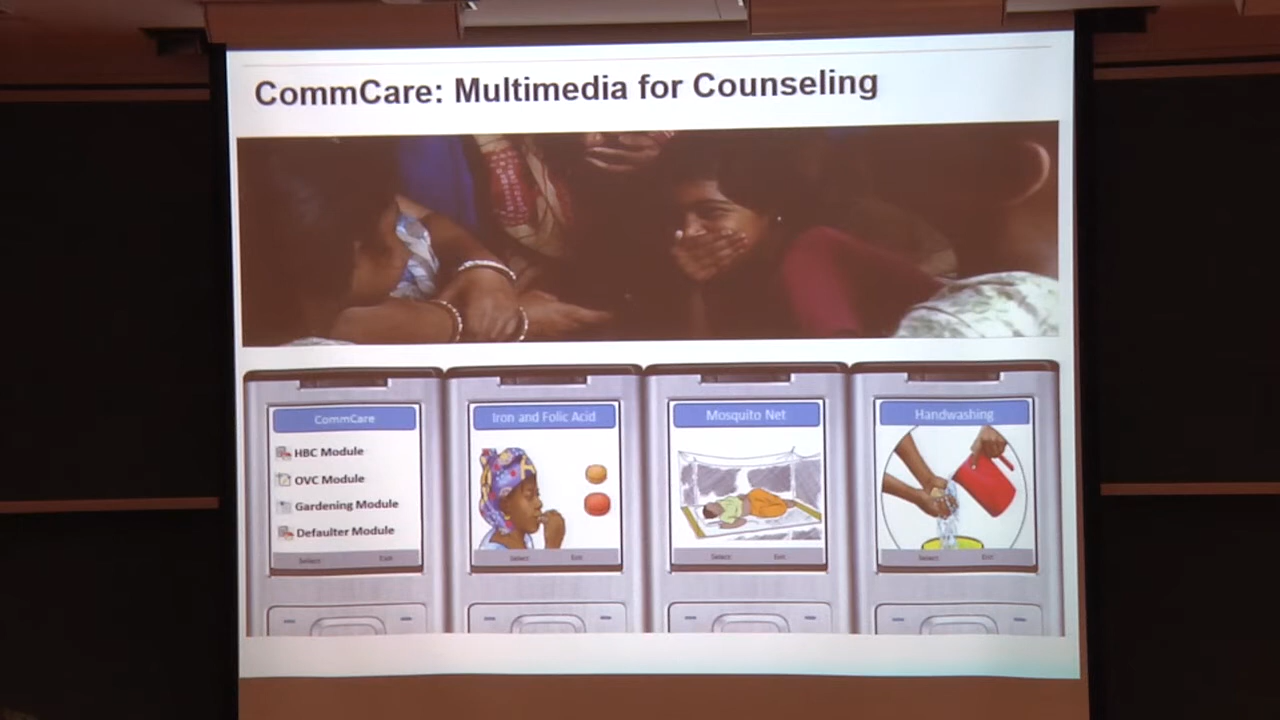 CommCare: Multimedia for Counseling
CommCare
HBC Module
OVC Module
Gardening Module
Defaulter Module
Select Exit
Iron and Folic Acid
Select Exit
Mosquito Net
Select Exit
Handwashing
Select Exit